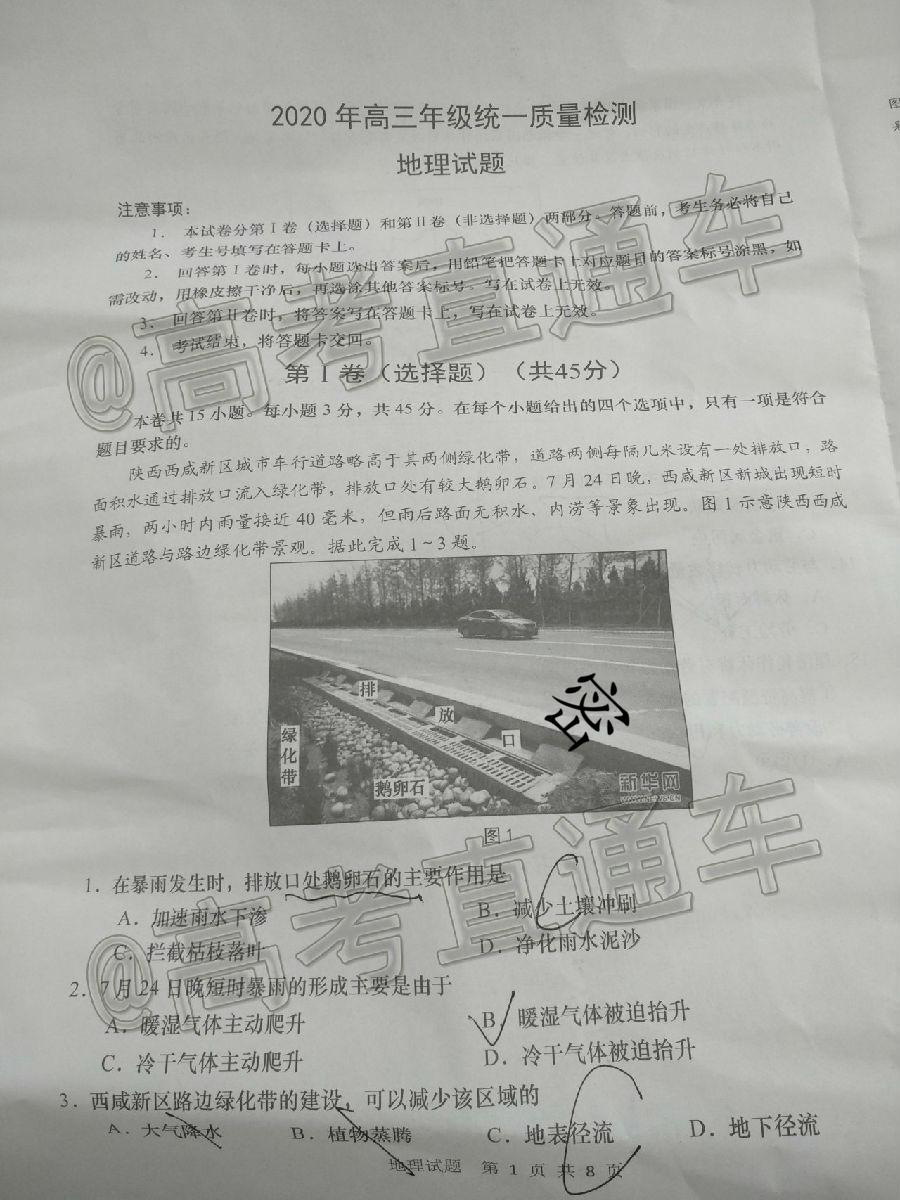 2020年高三年级统一质量检测
地理试题
注意事项：
1. 本试卷分第Ⅰ卷（选择题）和第Ⅱ卷（非选择题）两部分。答题前，考生务必将自己
的姓名、考生号填写在答题卡上。
2. 回答第Ⅰ卷时，每小题选出答案后，用铅笔把答题卡上对应题目的答案标号涂黑，如
需改动，用橡皮擦干净后，再选涂其他答案标号。写在试卷上无效。
3. 回答第Ⅱ卷时，将答案写在答题卡上，写在试卷上无效。
4. 考试结束，将答题卡交回。
@高考直通车
第Ⅰ卷（选择题）（共45分）
本卷共15小题。每小题3分，共45分。在每个小题给出的四个选项中，只有一项是符合
题目要求的。
陕西西咸新区城市车行道路略高于其两侧绿化带，道路两侧每隔几米设有一处排放口，路
面积水通过排放口流入绿化带，排放口处有较大鹅卵石。7月24日晚，西咸新区新城出现短时
暴雨，两小时内雨量接近40毫米，但雨后路面无积水、内涝等景象出现。图1示意陕西西咸
新区道路与路边绿化带景观。据此完成1~3题。
排
放
口
密
绿化带
鹅卵石
新华网
图1
1．在暴雨发生时，排放口处鹅卵石的主要作用是
A．加速雨水下渗 B．减少土壤冲刷
C．拦截枯枝落叶 D．净化雨水泥沙
@高考直通车
2．7月24日晚短时暴雨的形成主要是由于
A．暖湿气体主动爬升 B．暖湿气体被迫抬升
C．冷干气体主动爬升 D．冷干气体被迫抬升
3．西咸新区路边绿化带的建设，可以减少该区域的
A．大气降水 B．植物蒸腾 C．地表径流 D．地下径流
地理试题 第1页共8页